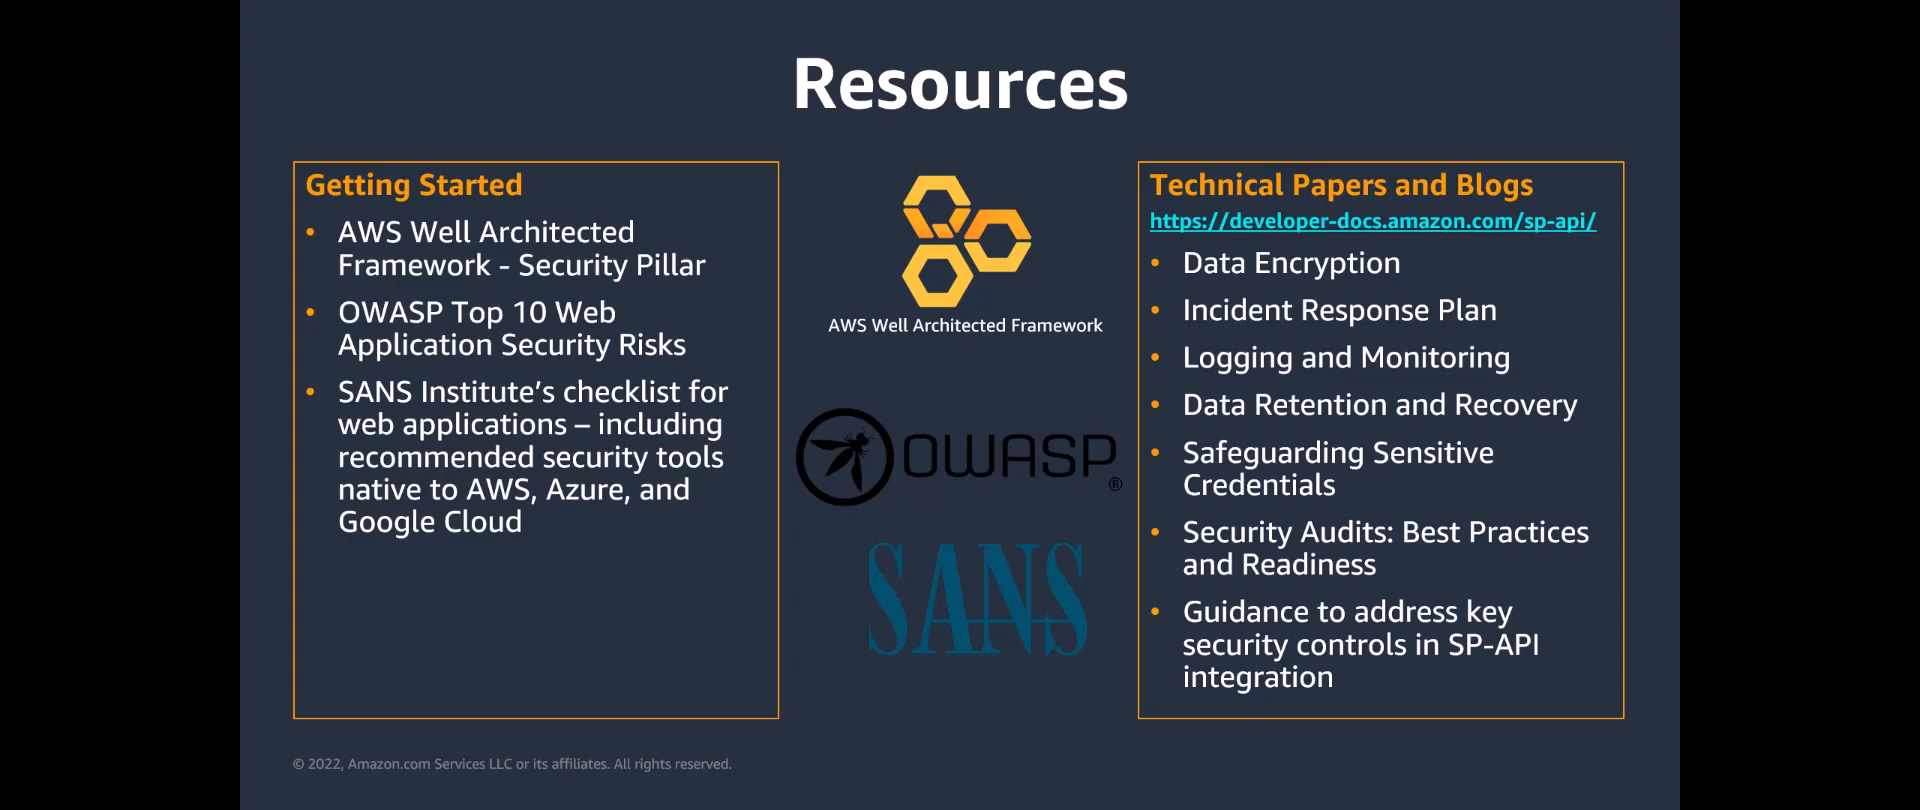 Resources
Getting Started
• AWS Well Architected
Framework - Security Pillar
• OWASP Top 10 Web
Application Security Risks
• SANS Institute’s checklist for
web applications – including
recommended security tools
native to AWS, Azure, and
Google Cloud
AWS Well Architected Framework
OWASP®
SANS
Technical Papers and Blogs
https://developer-docs.amazon.com/sp-api/
• Data Encryption
• Incident Response Plan
• Logging and Monitoring
• Data Retention and Recovery
• Safeguarding Sensitive
Credentials
• Security Audits: Best Practices
and Readiness
• Guidance to address key
security controls in SP-API
integration
© 2022, Amazon.com Services LLC or its affiliates. All rights reserved.